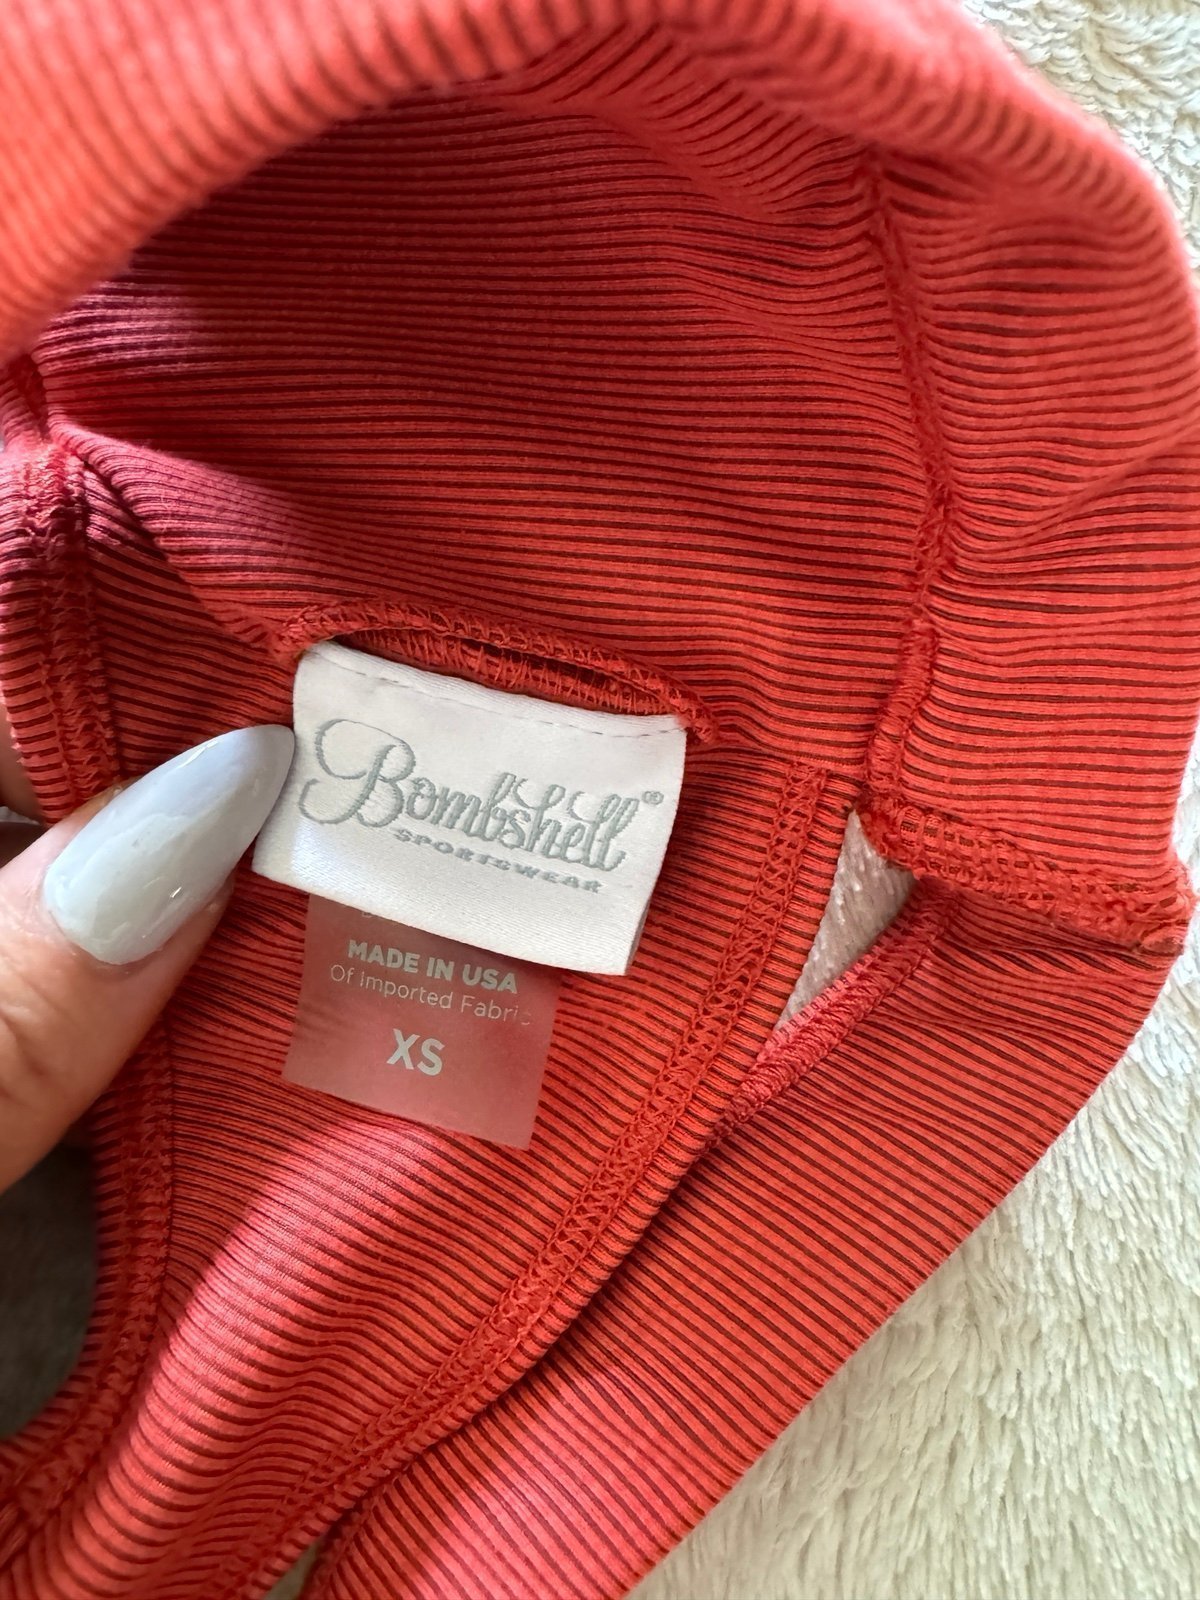 Bombshell®
SPORTSWEAR
MADE IN USA
Of Imported Fabric
XS